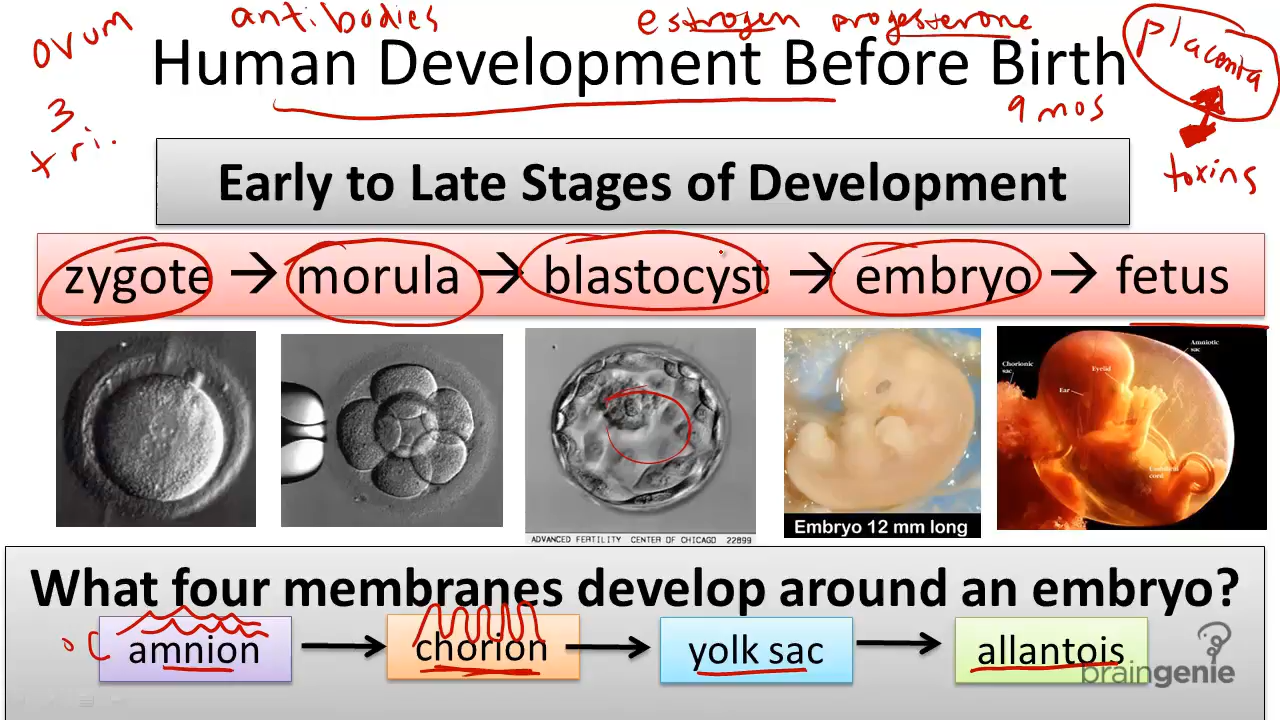 antibodies estrogen progesterone
ovum Human Development Before Birth placenta
3 tri. 9 mos
toxins
Early to Late Stages of Development
zygote → morula → blastocyst → embryo → fetus
Amniotic sac
Chorionic sac
Eyelid
Ear
Umbilical cord
Embryo 12 mm long
ADVANCED FERTILITY CENTER OF CHICAGO 22899
What four membranes develop around an embryo?
°C amnion → chorion → yolk sac → allantois
braingenie